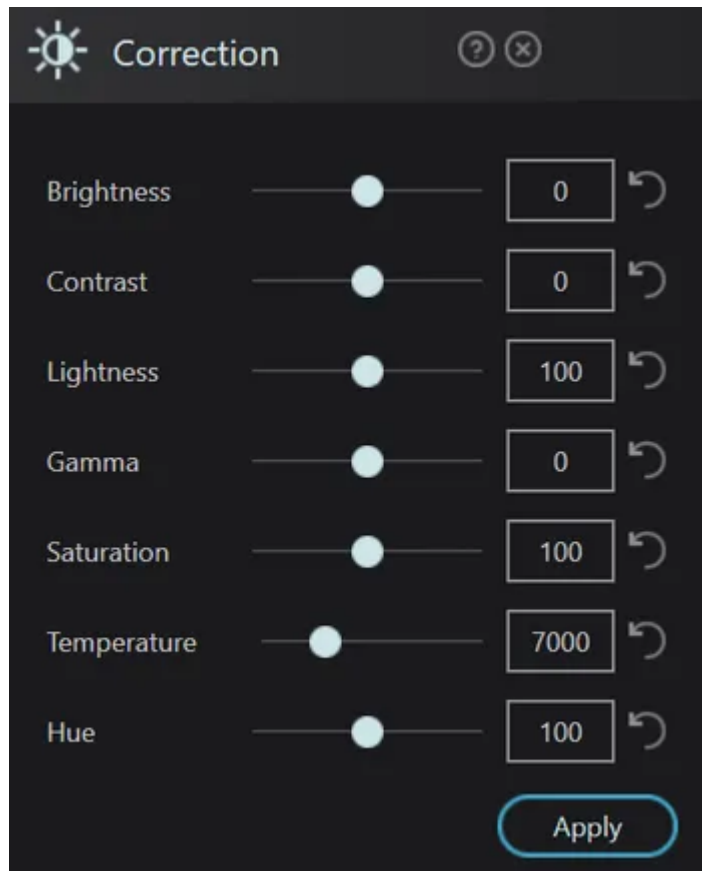 Correction ?
Brightness 0
Contrast 0
Lightness 100
Gamma 0
Saturation 100
Temperature 7000
Hue 100
Apply